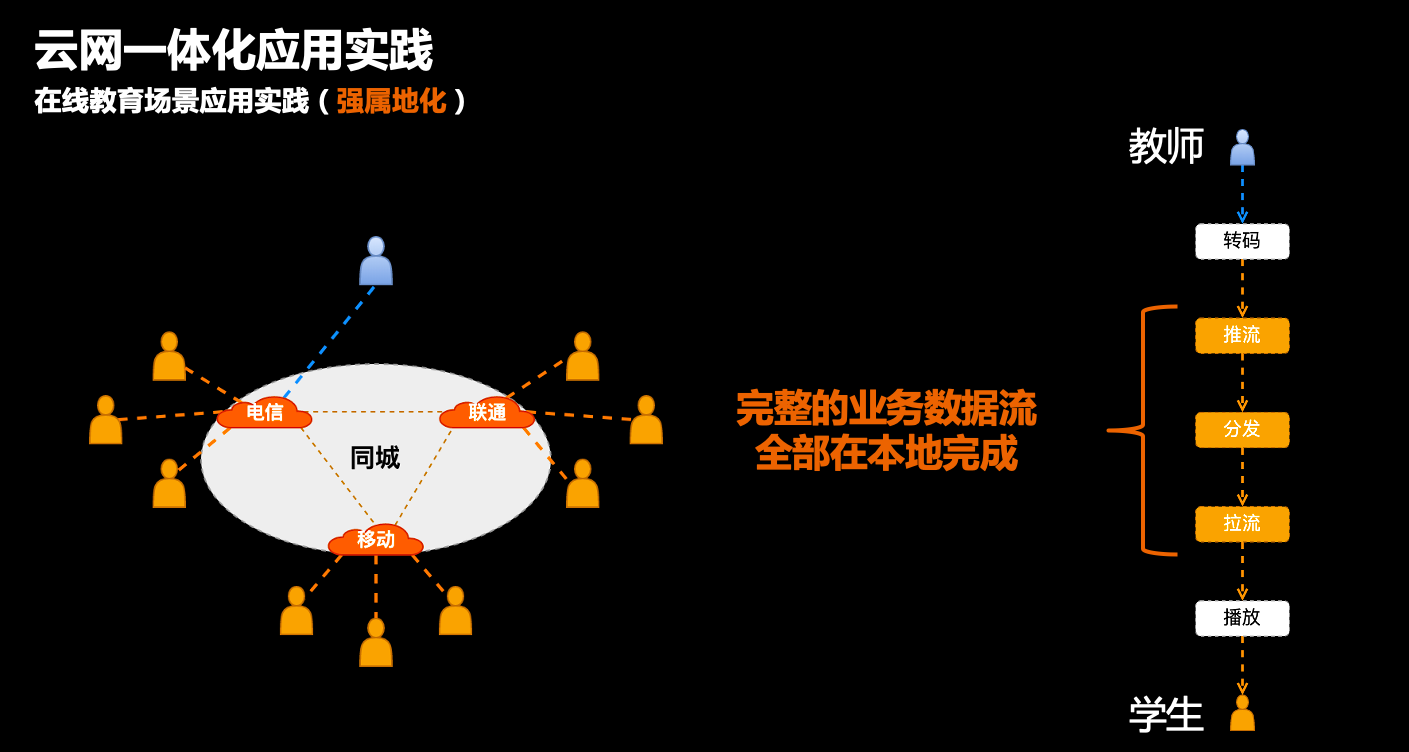 云网一体化应用实践
在线教育场景应用实践（强属地化）
教师
转码
推流
电信
联通
同城
移动
完整的业务数据流
全部在本地完成
分发
拉流
播放
学生